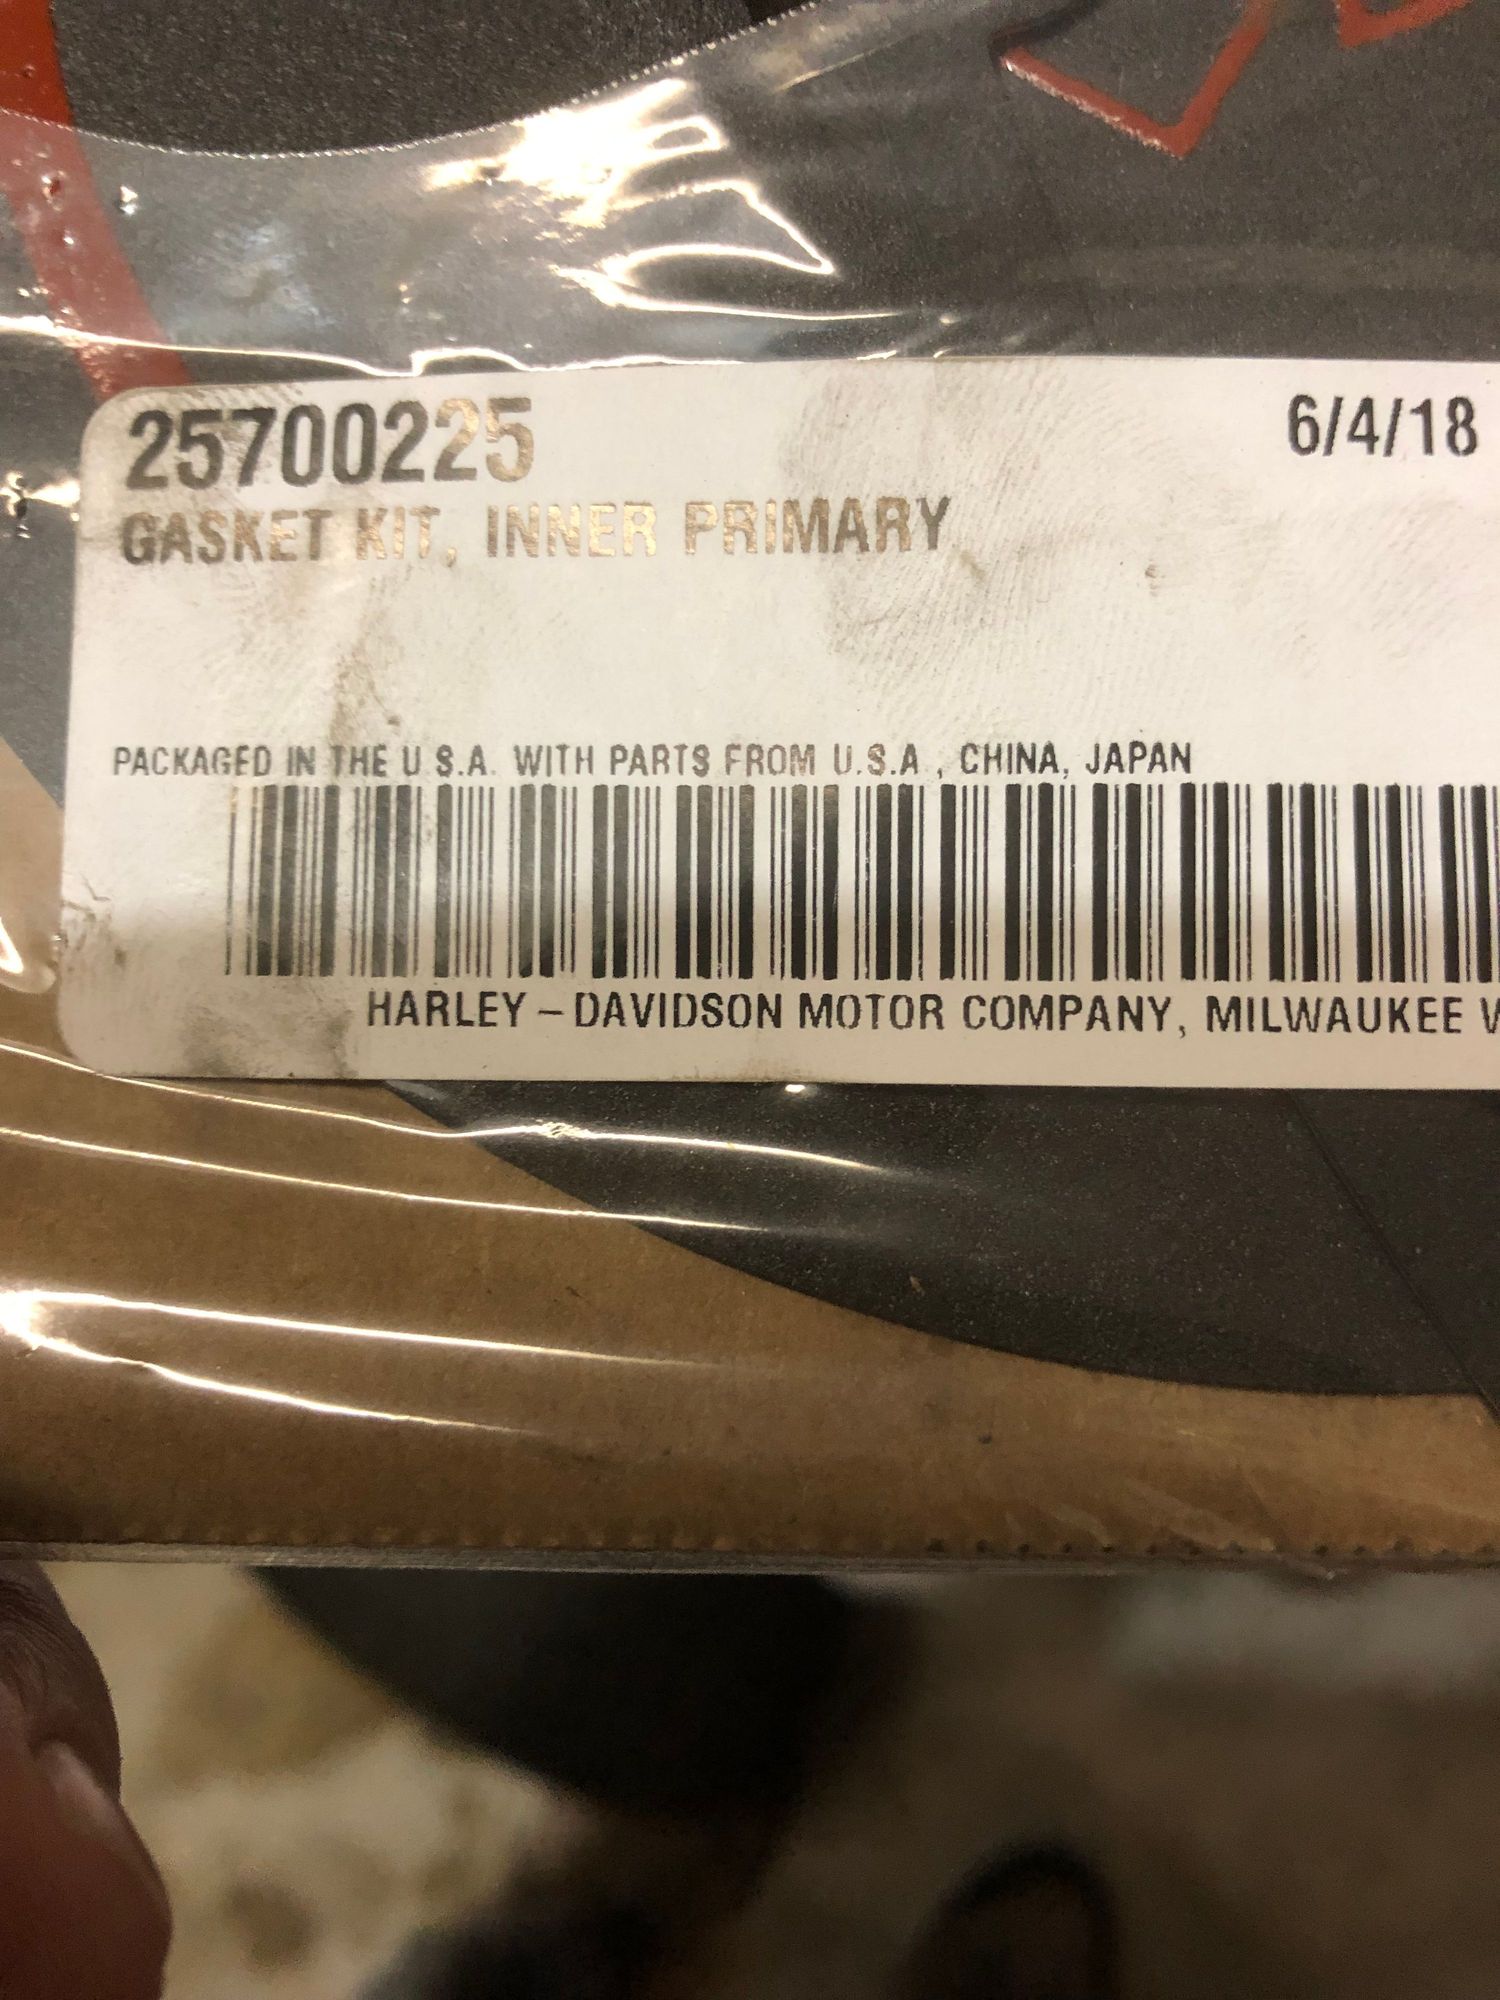 25700225
6/4/18
GASKET KIT, INNER PRIMARY
PACKAGED IN THE U S.A. WITH PARTS FROM U.S.A , CHINA, JAPAN
HARLEY – DAVIDSON MOTOR COMPANY, MILWAUKEE